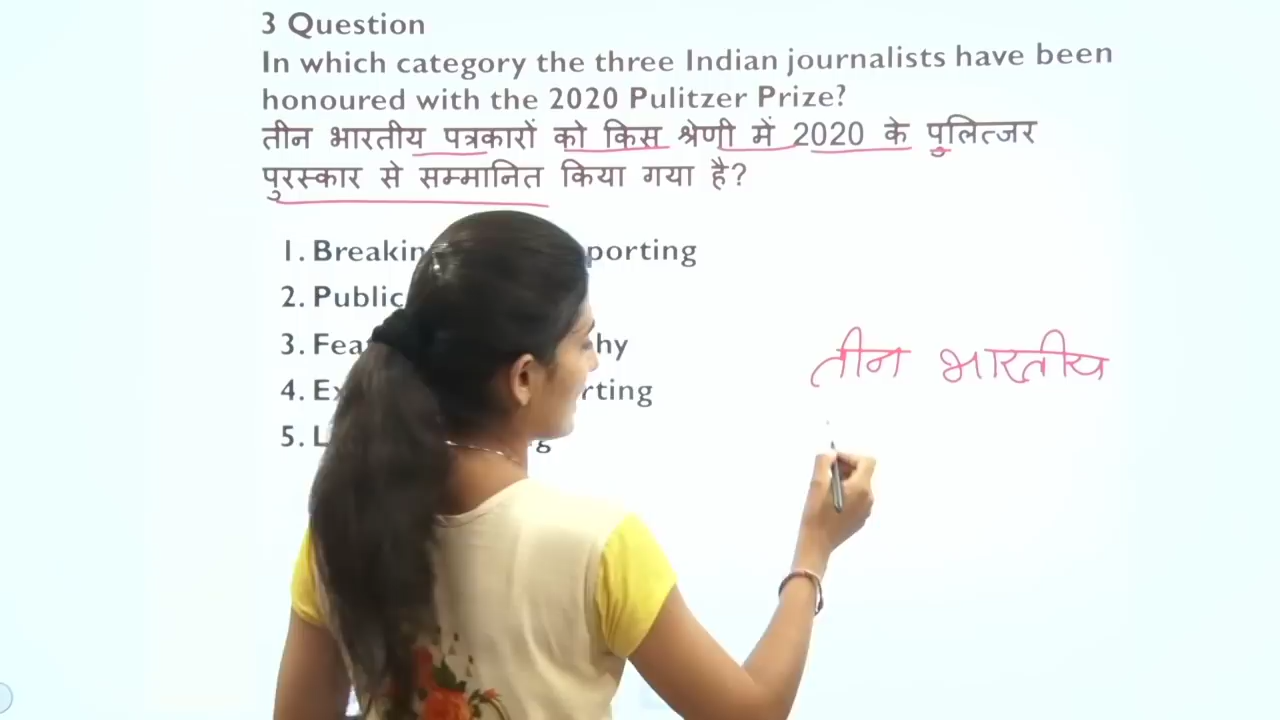 3 Question
In which category the three Indian journalists have been
honoured with the 2020 Pulitzer Prize?
तीन भारतीय पत्रकारों को किस श्रेणी में 2020 के पुलित्जर
पुरस्कार से सम्मानित किया गया है?
1. Breakin porting
2. Public
3. Fea hy
4. Ex rting
5. L g
तीन भारतीय